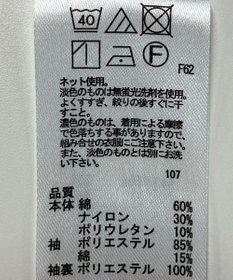 40
F
F62
ネット使用。
淡色のものは無蛍光洗剤を使用。
よくすすぎ、絞りの後すぐに干
すこと。
濃色のものは、着用による摩擦
で色落ちする事がありますので、
組み合せの衣服にご注意下さい。
また、淡色のものとは別にお洗
い下さい。
107
品質
本体 綿 60%
ナイロン 30%
ポリウレタン 10%
袖 ポリエステル 85%
綿 15%
袖裏 ポリエステル 100%